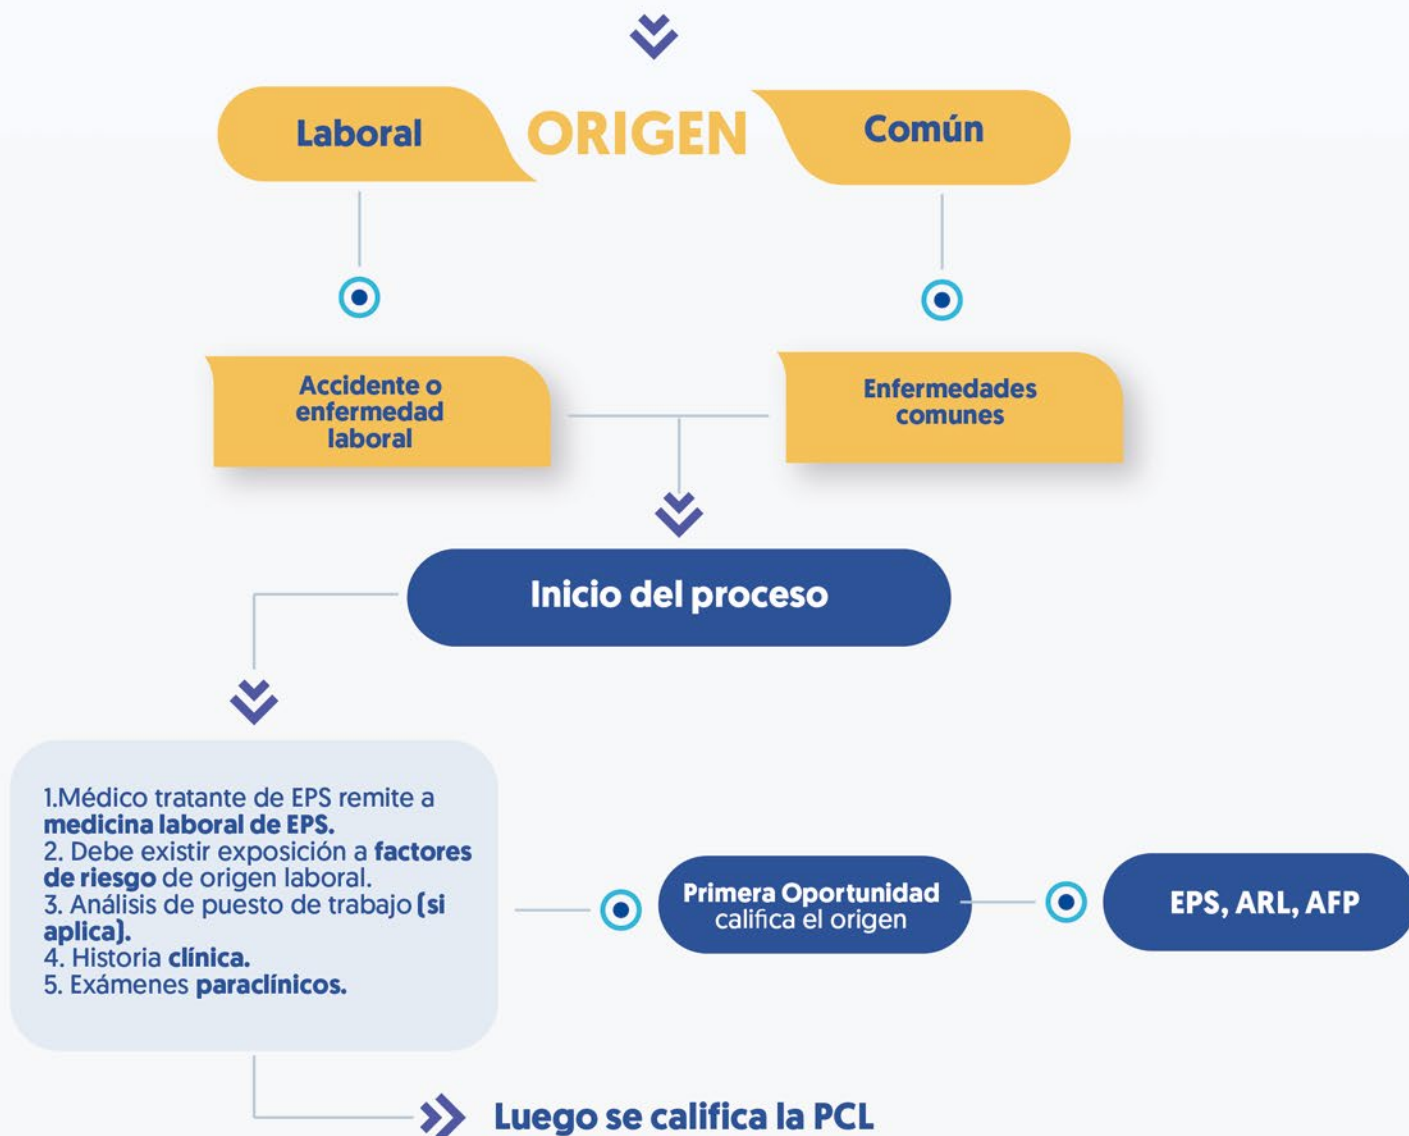 Laboral
ORIGEN
Común
Accidente o
enfermedad
laboral
Enfermedades
comunes
Inicio del proceso
1.Médico tratante de EPS remite a
medicina laboral de EPS.
2. Debe existir exposición a factores
de riesgo de origen laboral.
3. Análisis de puesto de trabajo (si
aplica).
4. Historia clínica.
5. Exámenes paraclínicos.
Primera Oportunidad
califica el origen
EPS, ARL, AFP
Luego se califica la PCL